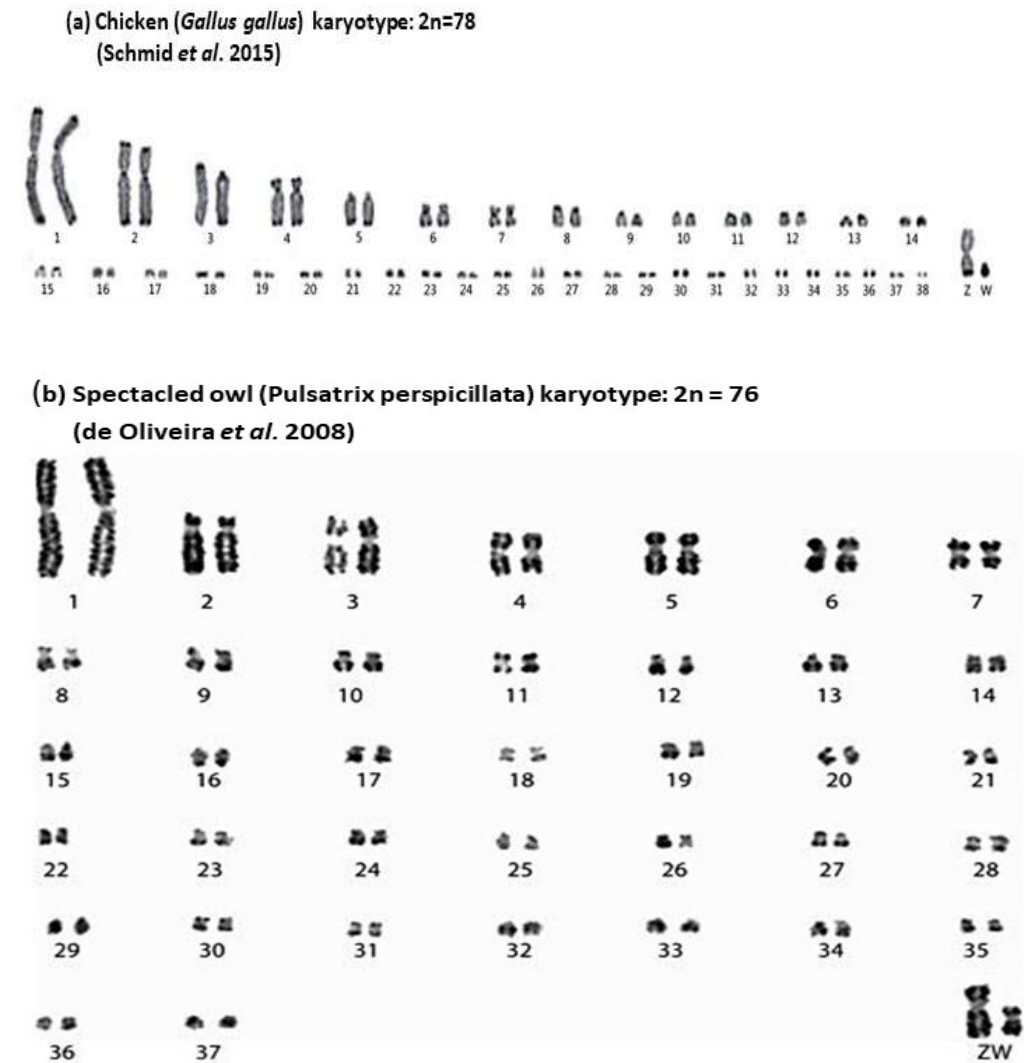 (a) Chicken (Gallus gallus) karyotype: 2n=78
(Schmid et al. 2015)
1 2 3 4 5 6 7 8 9 10 11 12 13 14
15 16 17 18 19 20 21 22 23 24 25 26 27 28 29 30 31 32 33 34 35 36 37 38 Z W
(b) Spectacled owl (Pulsatrix perspicillata) karyotype: 2n = 76
(de Oliveira et al. 2008)
1 2 3 4 5 6 7
8 9 10 11 12 13 14
15 16 17 18 19 20 21
22 23 24 25 26 27 28
29 30 31 32 33 34 35
36 37 ZW